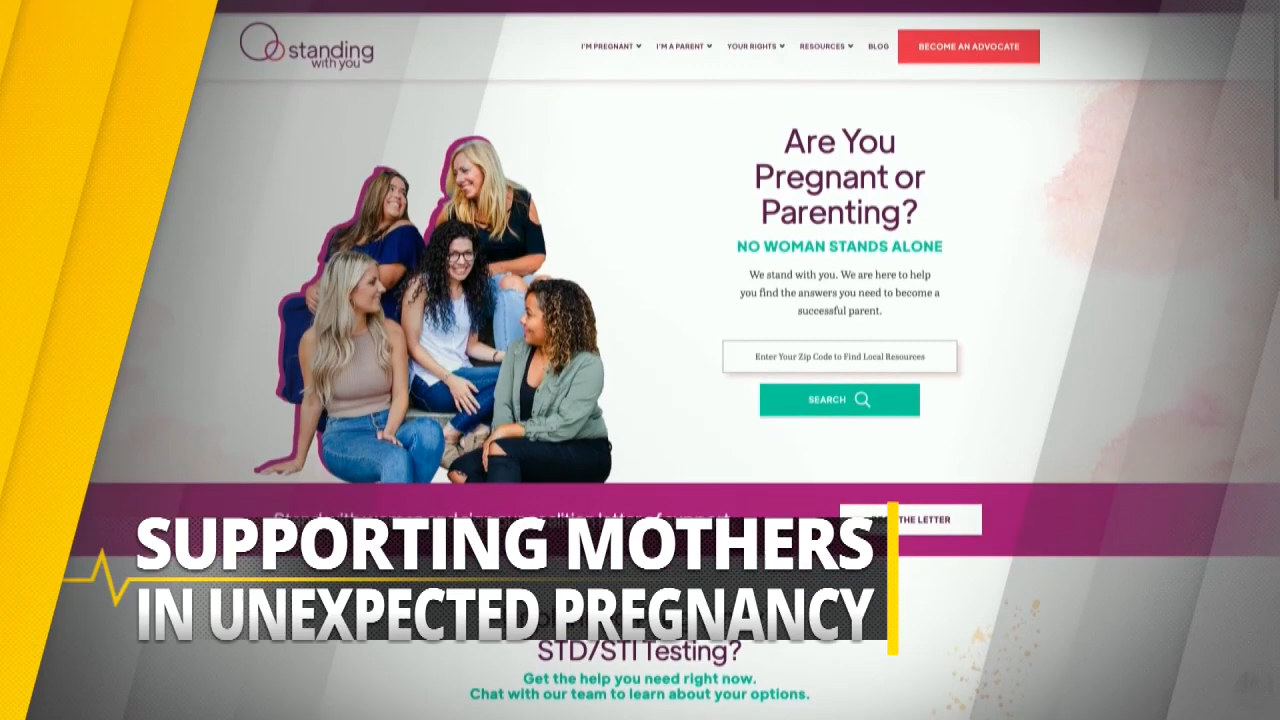 standing
with you
I'M PREGNANT
I'M A PARENT
YOUR RIGHTS
RESOURCES
BLOG
BECOME AN ADVOCATE
Are You
Pregnant or
Parenting?
NO WOMAN STANDS ALONE
We stand with you. We are here to help
you find the answers you need to become a
successful parent.
Enter Your Zip Code to Find Local Resources
SEARCH
THE LETTER
SUPPORTING MOTHERS
IN UNEXPECTED PREGNANCY
STD/STI Testing?
Get the help you need right now.
Chat with our team to learn about your options.